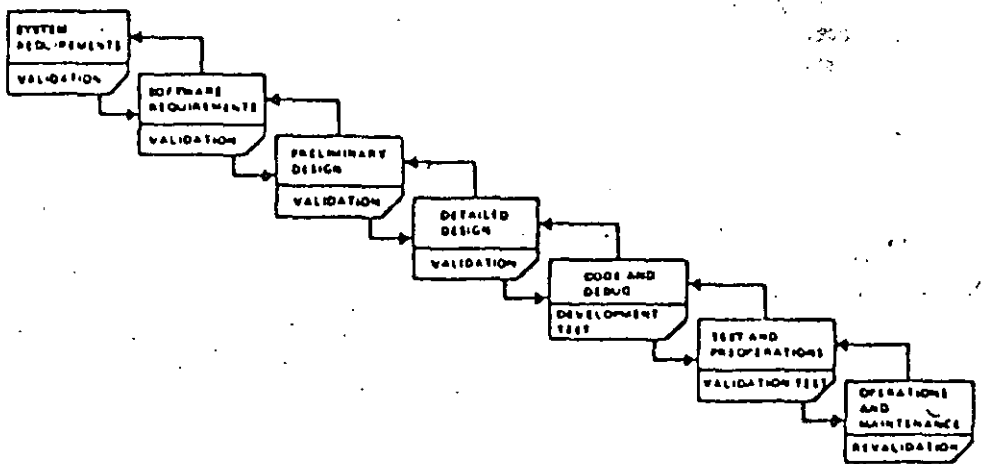 SYSTEM
REQUIREMENTS
VALIDATION
SOFTWARE
REQUIREMENTS
VALIDATION
PRELIMINARY
DESIGN
VALIDATION
DETAILED
DESIGN
VALIDATION
CODE AND
DEBUG
DEVELOPMENT
TEST
TEST AND
PREOPERATIONS
VALIDATION TEST
OPERATIONS
AND
MAINTENANCE
REVALIDATION